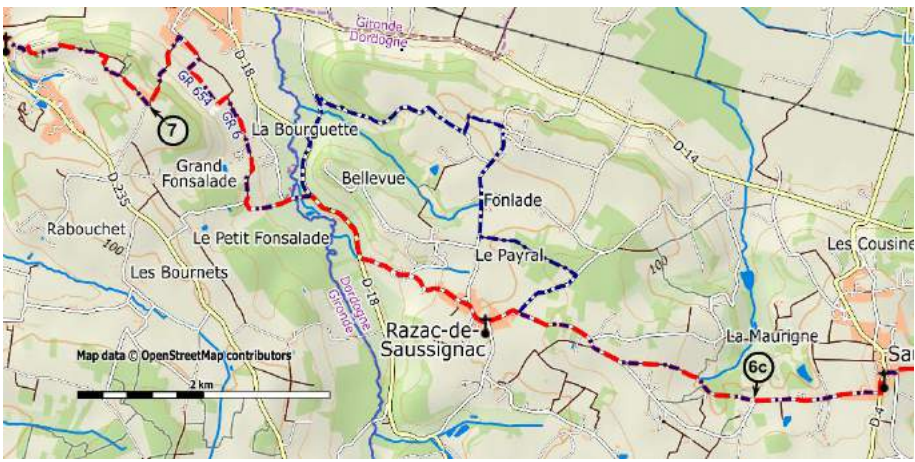 Gironde
Dordogne
D-18
GR 654
GR 6
7
La Bourguette
D-14
Grand
Fonsalade
Bellevue
D-235
Fonlade
Rabouchet
100
Le Petit Fonsalade
Le Payral
Les Cousine
Les Bournets
100
Dordogne
Gironde
D-18
Razac-de-
Saussignac
La Maurigne
Map data © OpenStreetMap contributors
6c
Sau
2 km
D-4